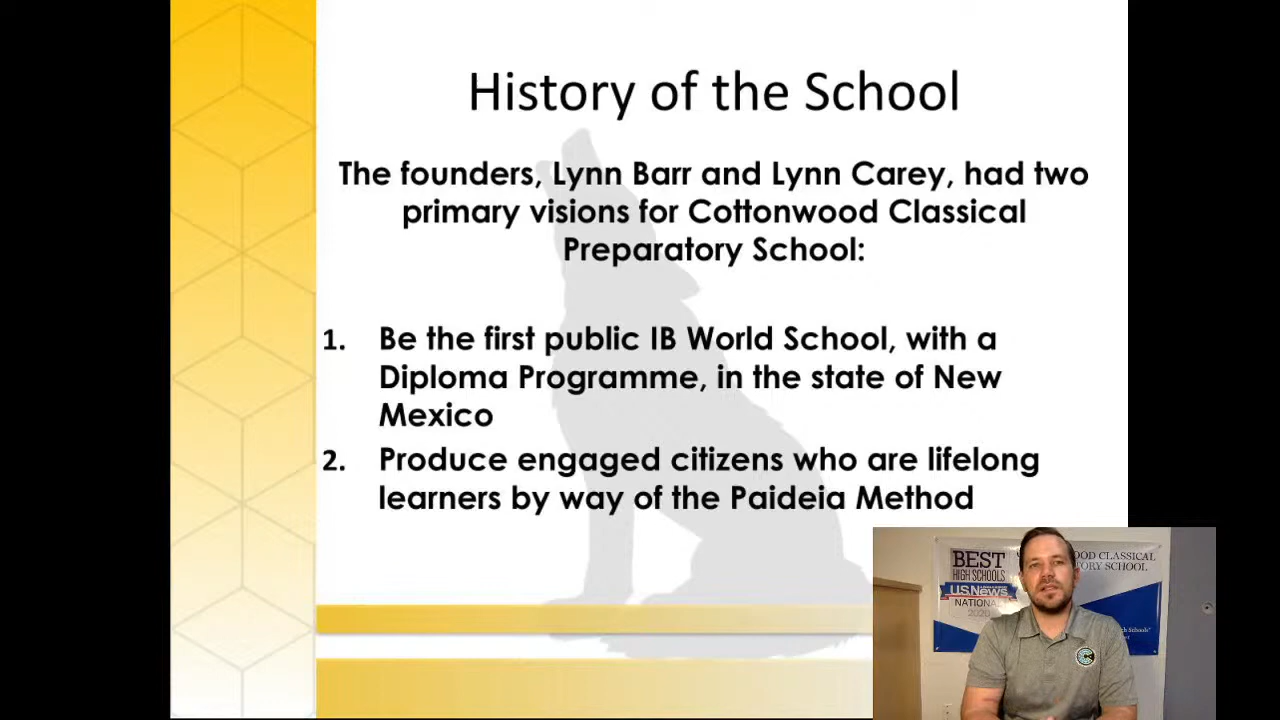 History of the School
The founders, Lynn Barr and Lynn Carey, had two
primary visions for Cottonwood Classical
Preparatory School:
1. Be the first public IB World School, with a
Diploma Programme, in the state of New
Mexico
2. Produce engaged citizens who are lifelong
learners by way of the Paideia Method
BEST
HIGH SCHOOLS
U.S.News
NATIONAL
2020
OOD CLASSICAL
TORY SCHOOL